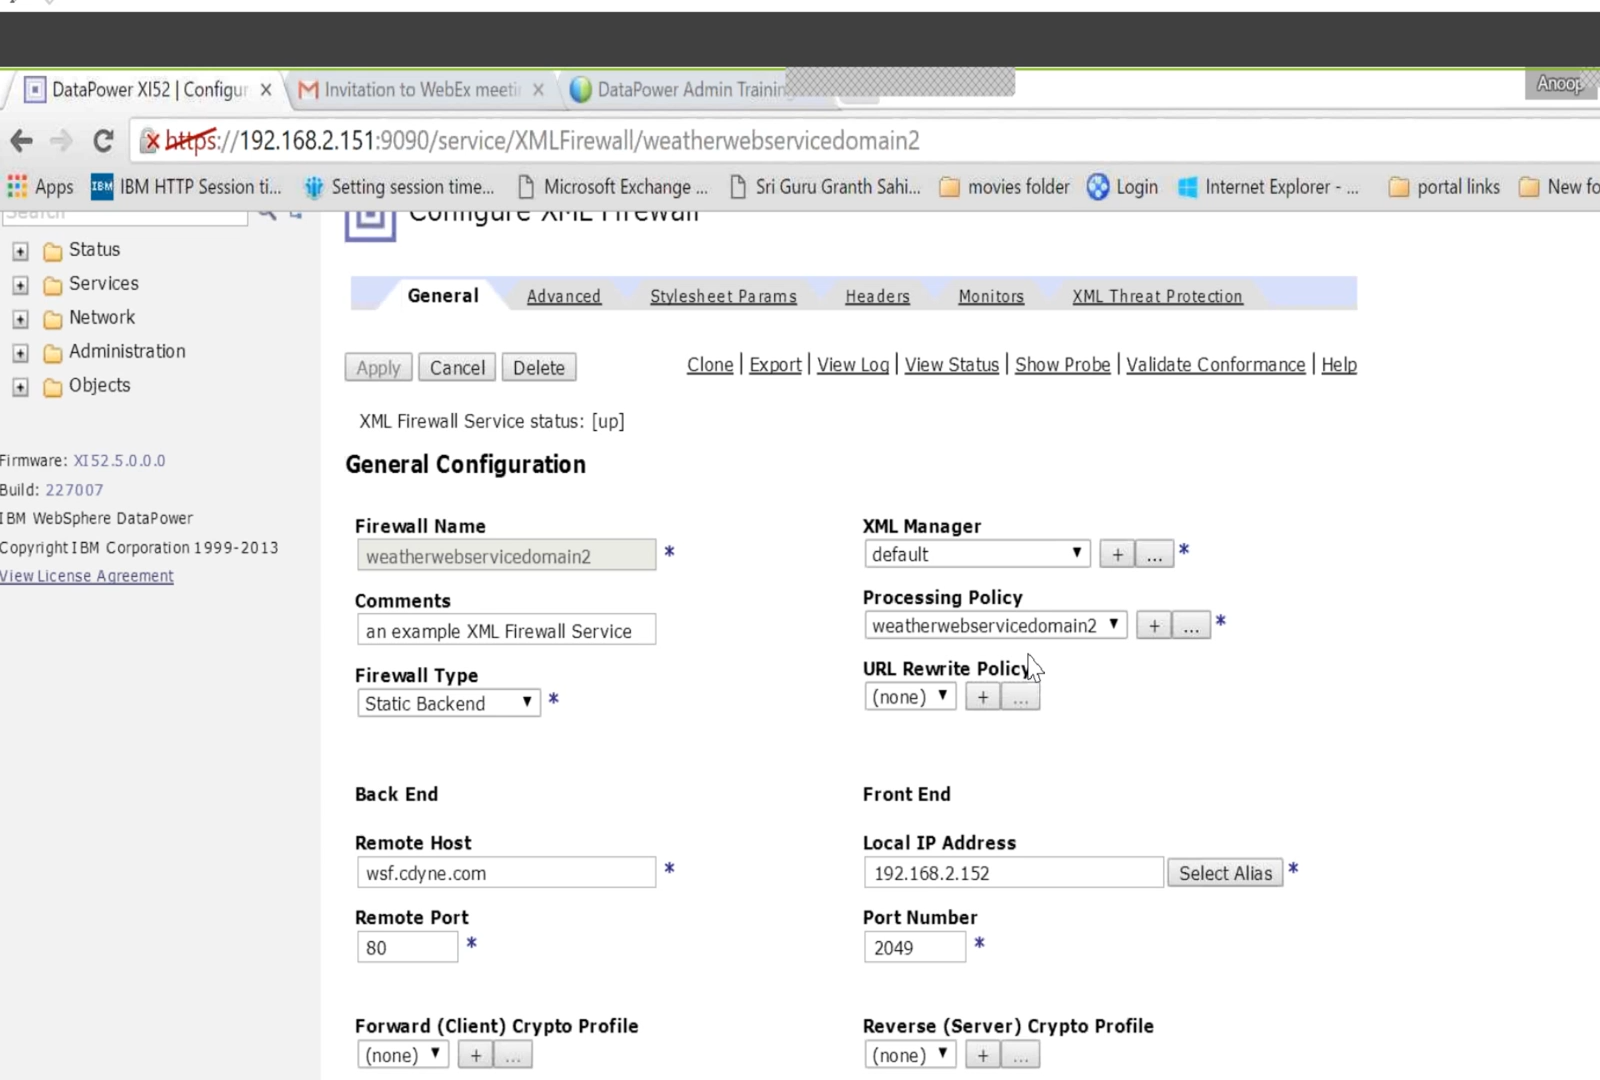 DataPower XI52 | Configur
Invitation to WebEx meeti
DataPower Admin Trainin
Anoop
https://192.168.2.151:9090/service/XMLFirewall/weatherwebservicedomain2
Apps
IBM
IBM HTTP Session ti...
Setting session time...
Microsoft Exchange ...
Sri Guru Granth Sahi...
movies folder
Login
Internet Explorer - ...
portal links
New fo
Search
Configure XML Firewall
Status
Services
Network
Administration
Objects
Firmware: XI52.5.0.0.0
Build: 227007
IBM WebSphere DataPower
Copyright IBM Corporation 1999-2013
View License Agreement
General
Advanced
Stylesheet Params
Headers
Monitors
XML Threat Protection
Apply
Cancel
Delete
Clone | Export | View Log | View Status | Show Probe | Validate Conformance | Help
XML Firewall Service status: [up]
General Configuration
Firewall Name
weatherwebservicedomain2 *
Comments
an example XML Firewall Service
Firewall Type
Static Backend *
XML Manager
default + ... *
Processing Policy
weatherwebservicedomain2 + ... *
URL Rewrite Policy
(none) + ...
Back End
Remote Host
wsf.cdyne.com *
Remote Port
80 *
Front End
Local IP Address
192.168.2.152 Select Alias *
Port Number
2049 *
Forward (Client) Crypto Profile
(none) + ...
Reverse (Server) Crypto Profile
(none) + ...